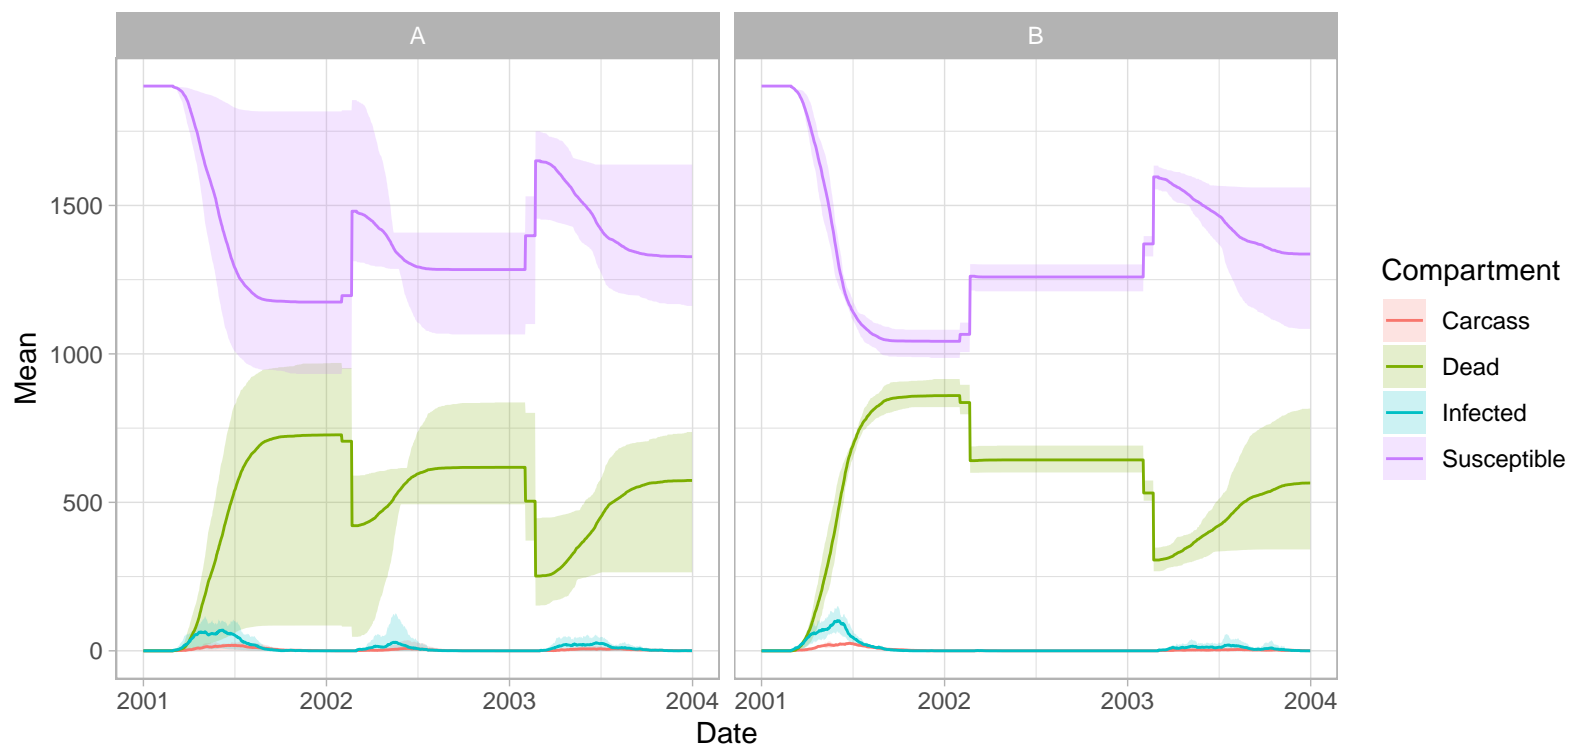 A
B
Mean
1500
1000
500
0
2001
2002
2003
2004
2001
2002
2003
2004
Date
Compartment
Carcass
Dead
Infected
Susceptible